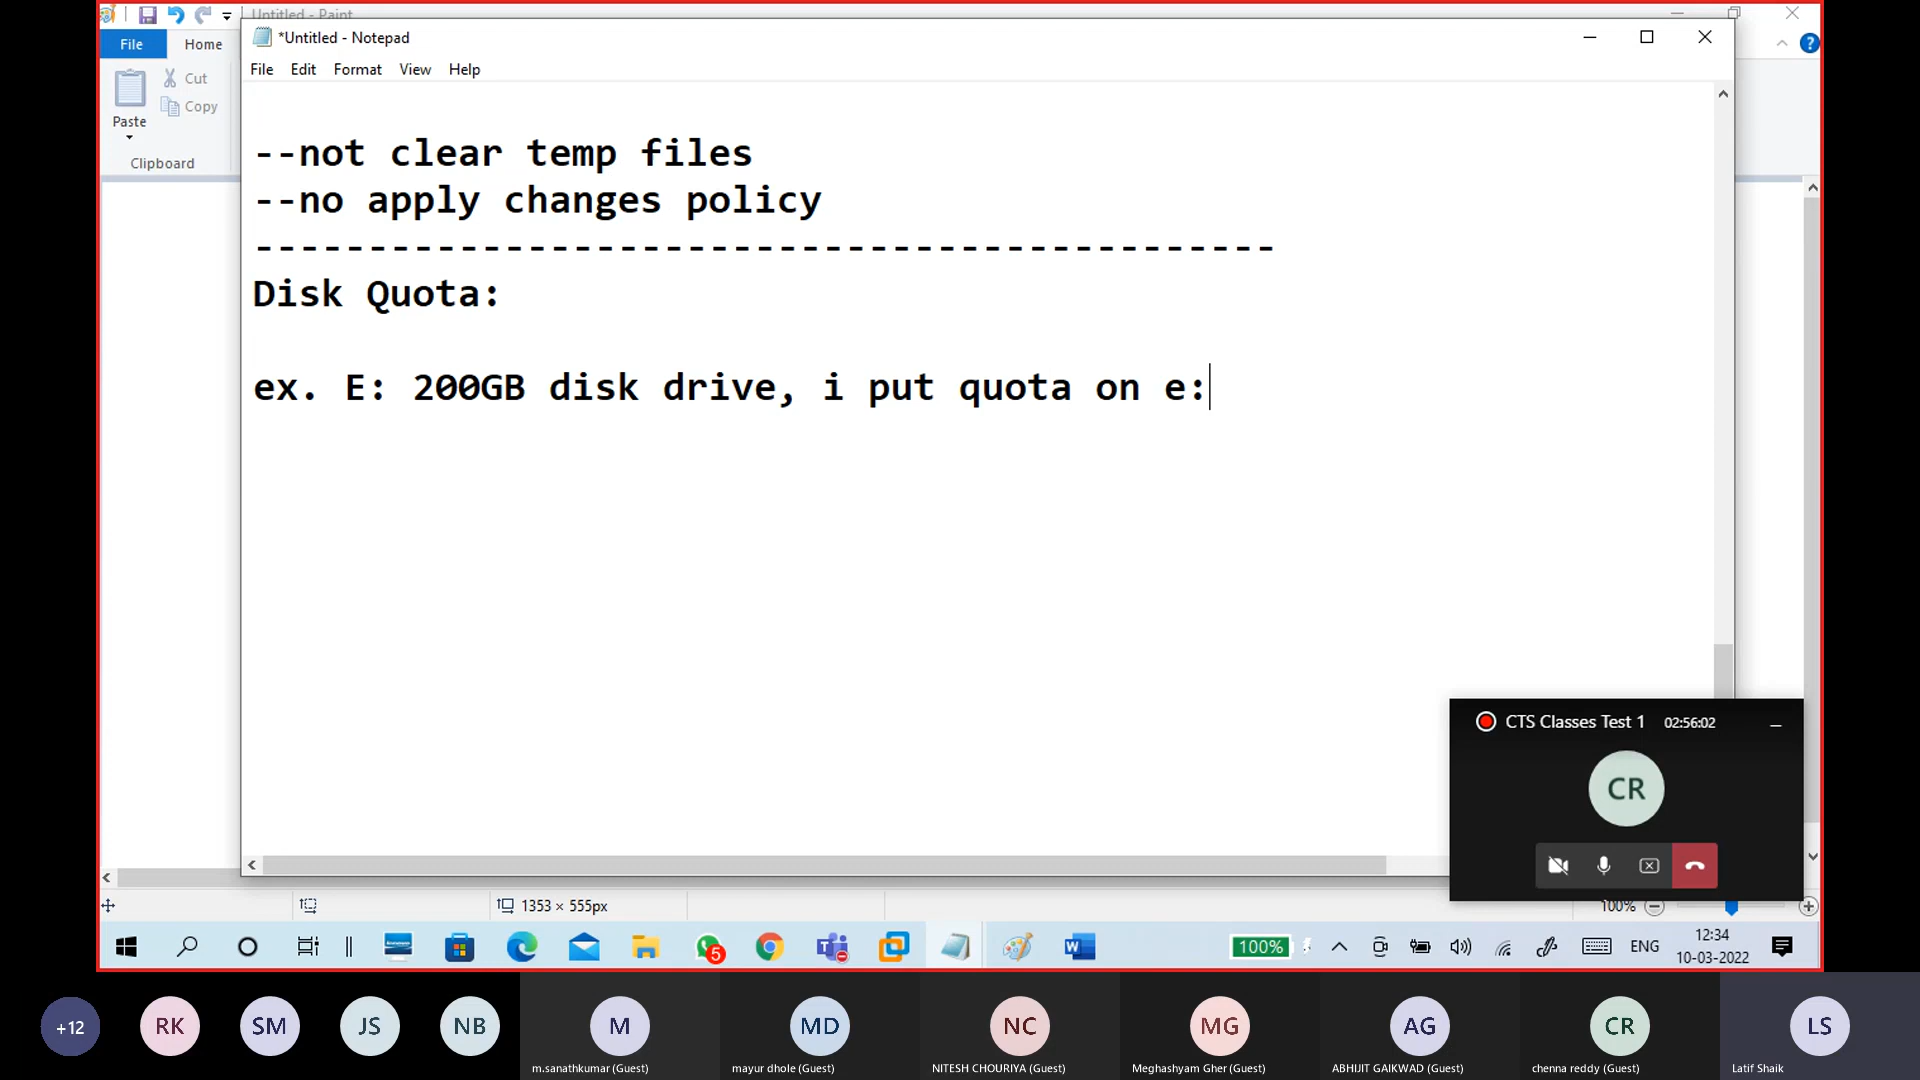 Untitled - Paint
*Untitled - Notepad
File Home
File Edit Format View Help
Cut
Copy
Paste
Clipboard
--not clear temp files
--no apply changes policy
---------------------------------------------
Disk Quota:
ex. E: 200GB disk drive, i put quota on e:
CTS Classes Test 1 02:56:02
CR
1353 × 555px
100%
5
100%
ENG
12:34
10-03-2022
+12 RK SM JS NB M MD NC MG AG CR LS
m.sanathkumar (Guest) mayur dhole (Guest) NITESH CHOURIYA (Guest) Meghashyam Gher (Guest) ABHIJIT GAIKWAD (Guest) chenna reddy (Guest) Latif Shaik